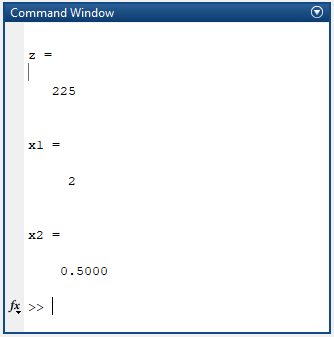 Command Window
z =
225
x1 =
2
x2 =
0.5000
fx >>